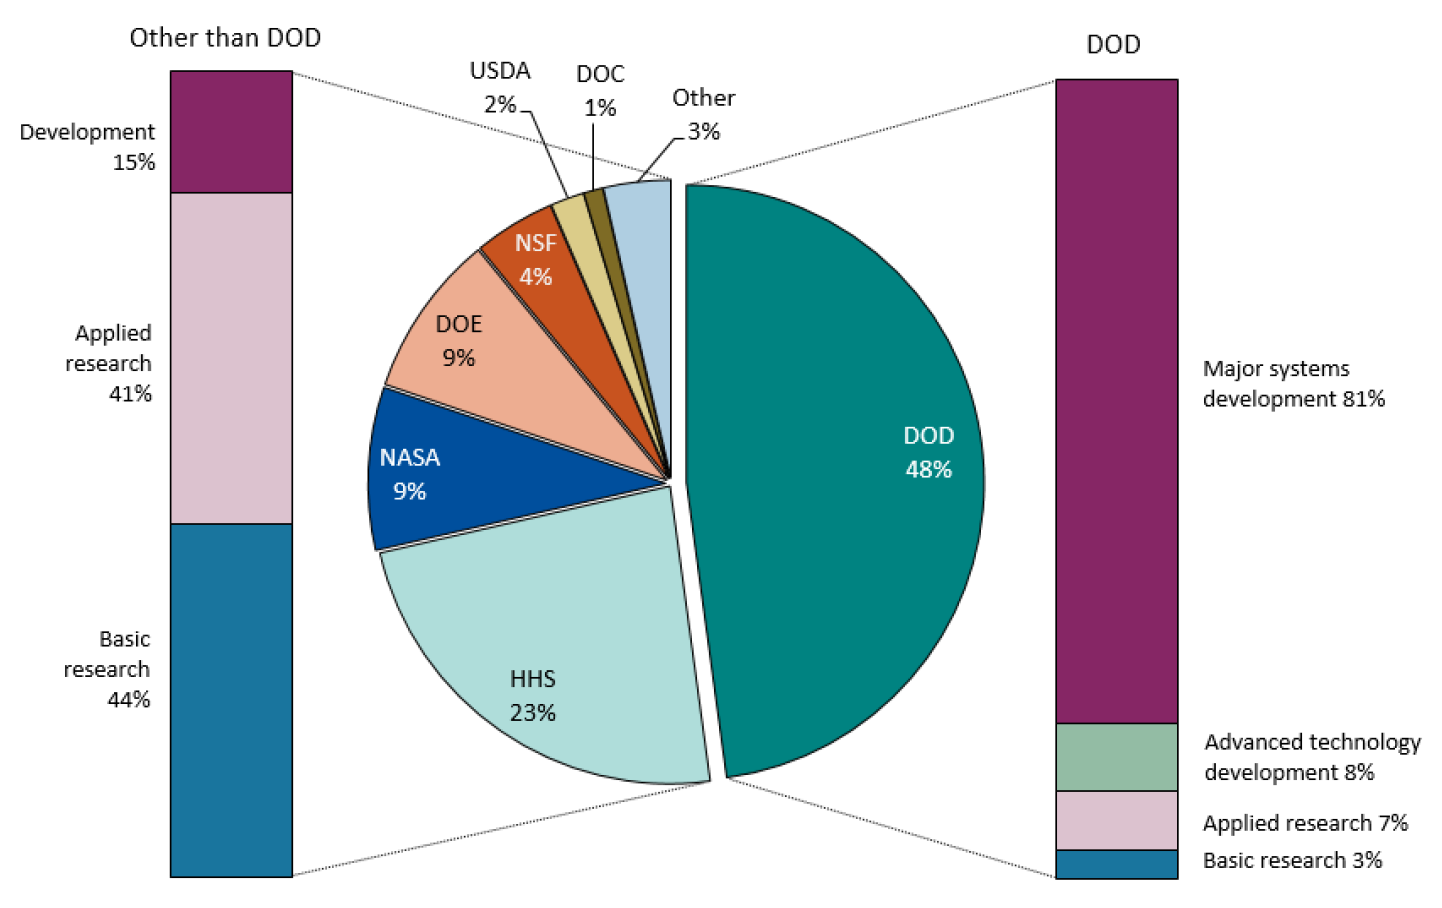 Other than DOD
Development
15%
Applied
research
41%
Basic
research
44%
USDA
2%
DOC
1%
Other
3%
NSF
4%
DOE
9%
NASA
9%
HHS
23%
DOD
48%
DOD
Major systems
development 81%
Advanced technology
development 8%
Applied research 7%
Basic research 3%